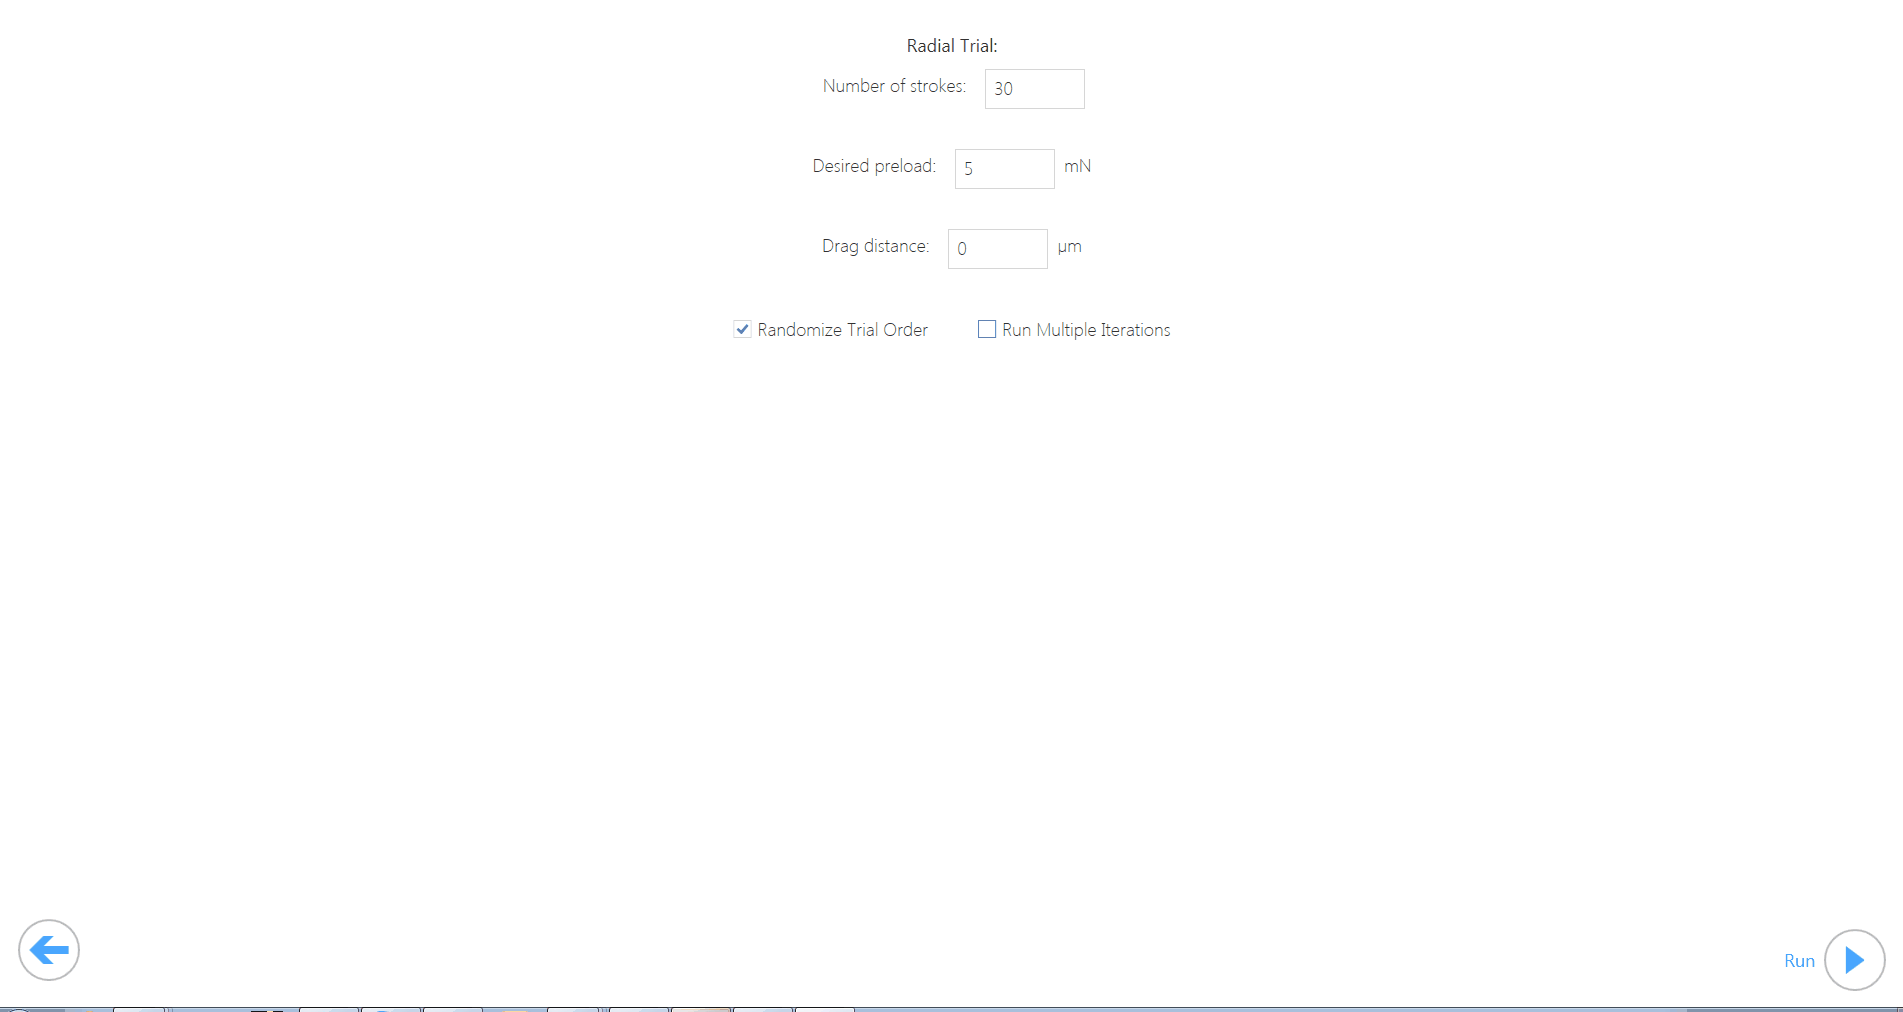 Radial Trial:
Number of strokes: 30
Desired preload: 5 mN
Drag distance: 0 µm
Randomize Trial Order Run Multiple Iterations
Run